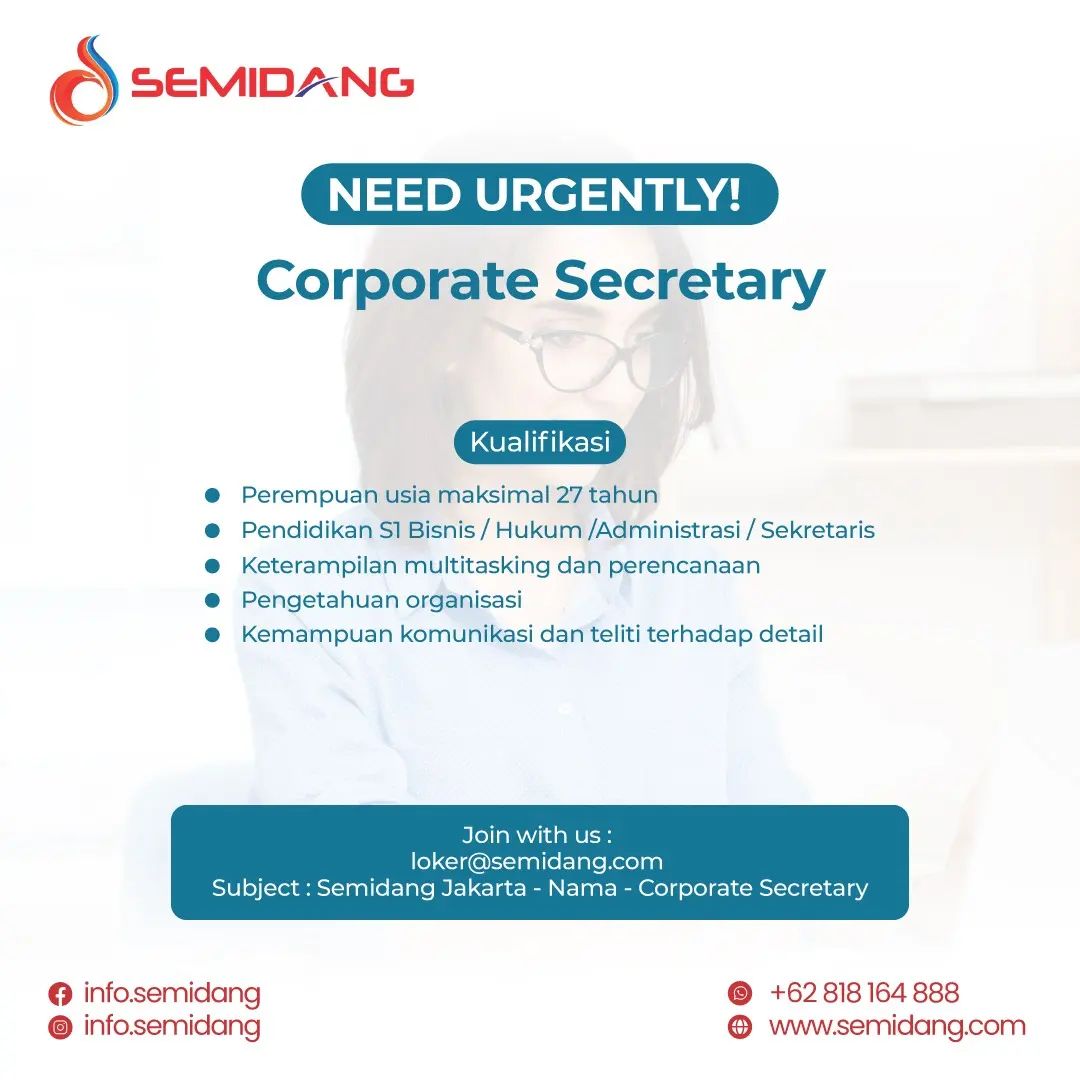 SEMIDANG
NEED URGENTLY!
Corporate Secretary
Kualifikasi
Perempuan usia maksimal 27 tahun
Pendidikan S1 Bisnis / Hukum /Administrasi / Sekretaris
Keterampilan multitasking dan perencanaan
Pengetahuan organisasi
Kemampuan komunikasi dan teliti terhadap detail
Join with us :
loker@semidang.com
Subject : Semidang Jakarta - Nama - Corporate Secretary
info.semidang
info.semidang
+62 818 164 888
www.semidang.com